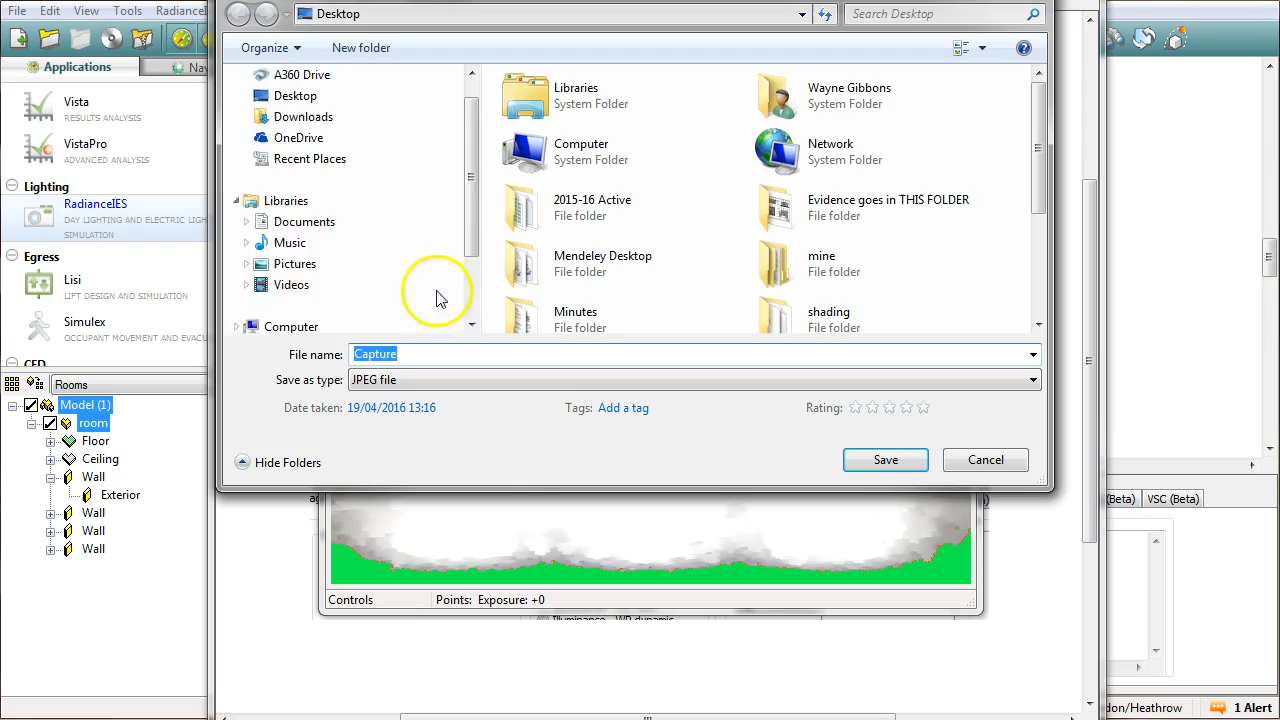 File Edit View Tools Radiance
Desktop
Search Desktop
Organize
New folder
Applications
Nav
Vista
RESULTS ANALYSIS
VistaPro
ADVANCED ANALYSIS
Lighting
RadianceIES
DAY LIGHTING AND ELECTRIC LIGH
SIMULATION
Egress
Lisi
LIFT DESIGN AND SIMULATION
Simulex
OCCUPANT MOVEMENT AND EVACU
CFD
Rooms
Model (1)
room
Floor
Ceiling
Wall
Exterior
Wall
Wall
Wall
A360 Drive
Desktop
Downloads
OneDrive
Recent Places
Libraries
Documents
Music
Pictures
Videos
Computer
Libraries
System Folder
Wayne Gibbons
System Folder
Computer
System Folder
Network
System Folder
2015-16 Active
File folder
Evidence goes in THIS FOLDER
File folder
Mendeley Desktop
File folder
mine
File folder
Minutes
File folder
shading
File folder
File name: Capture
Save as type: JPEG file
Date taken: 19/04/2016 13:16
Tags: Add a tag
Rating:
Hide Folders
Save
Cancel
(Beta)
VSC (Beta)
Controls
Points: Exposure: +0
Illuminance - WP dynamic
don/Heathrow
1 Alert